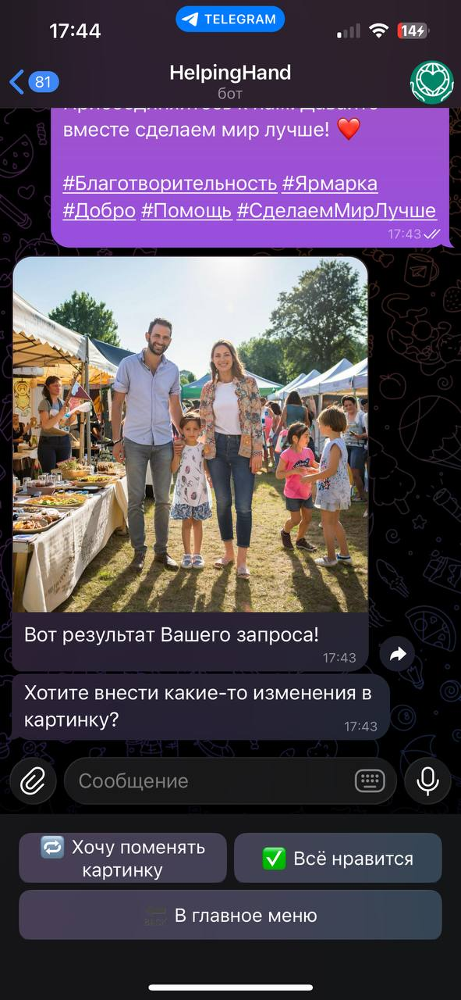 17:44
TELEGRAM
14
81
HelpingHand
бот
вместе сделаем мир лучше! ❤️
#Благотворительность #Ярмарка
#Добро #Помощь #СделаемМирЛучше
17:43
Вот результат Вашего запроса!
17:43
Хотите внести какие-то изменения в
картинку?
17:43
Сообщение
🔁 Хочу поменять
картинку
✅ Всё нравится
BACK В главное меню